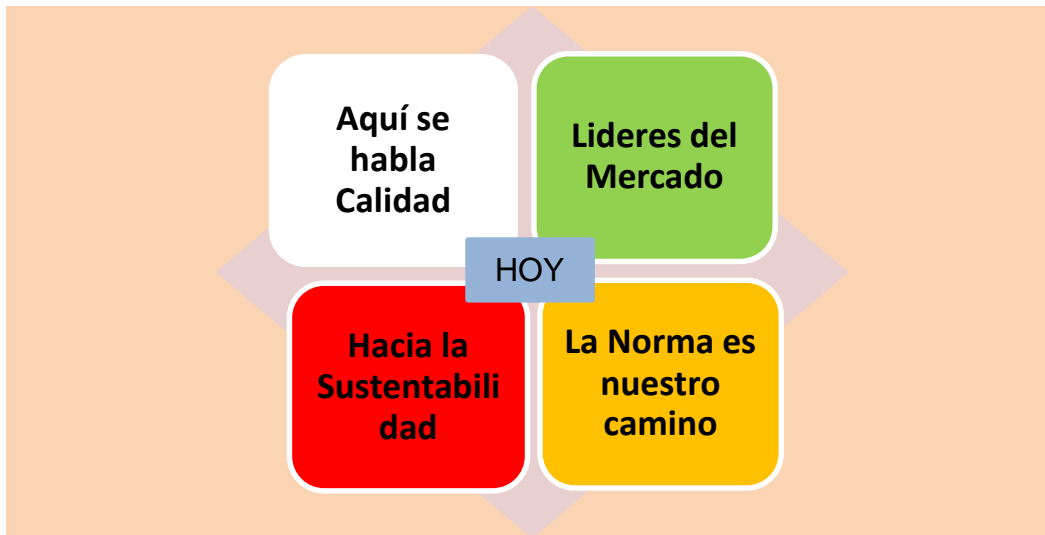 Aquí se
habla
Calidad
Lideres del
Mercado
HOY
Hacia la
Sustentabili
dad
La Norma es
nuestro
camino